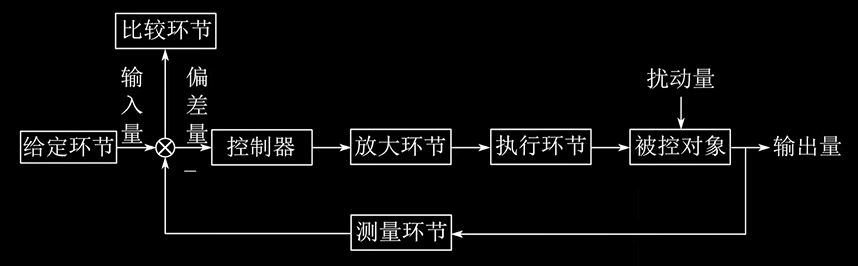 比较环节
输入量
偏差量
扰动量
给定环节
控制器
放大环节
执行环节
被控对象
输出量
−
测量环节